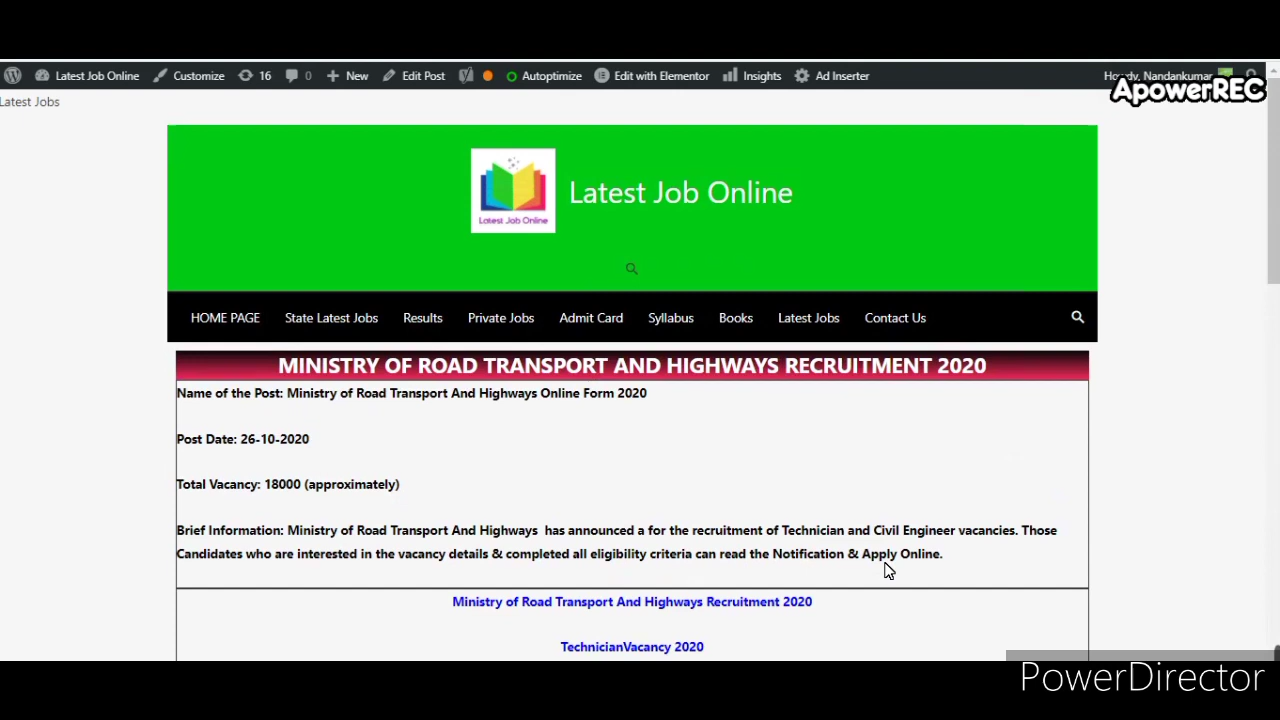 Latest Job Online Customize 16 0 New Edit Post Autoptimize Edit with Elementor Insights Ad Inserter Howdy, Nandankumar
ApowerREC
Latest Jobs
Latest Job Online
Latest Job Online
HOME PAGE State Latest Jobs Results Private Jobs Admit Card Syllabus Books Latest Jobs Contact Us
MINISTRY OF ROAD TRANSPORT AND HIGHWAYS RECRUITMENT 2020
Name of the Post: Ministry of Road Transport And Highways Online Form 2020
Post Date: 26-10-2020
Total Vacancy: 18000 (approximately)
Brief Information: Ministry of Road Transport And Highways has announced a for the recruitment of Technician and Civil Engineer vacancies. Those
Candidates who are interested in the vacancy details & completed all eligibility criteria can read the Notification & Apply Online.
Ministry of Road Transport And Highways Recruitment 2020
TechnicianVacancy 2020
PowerDirector